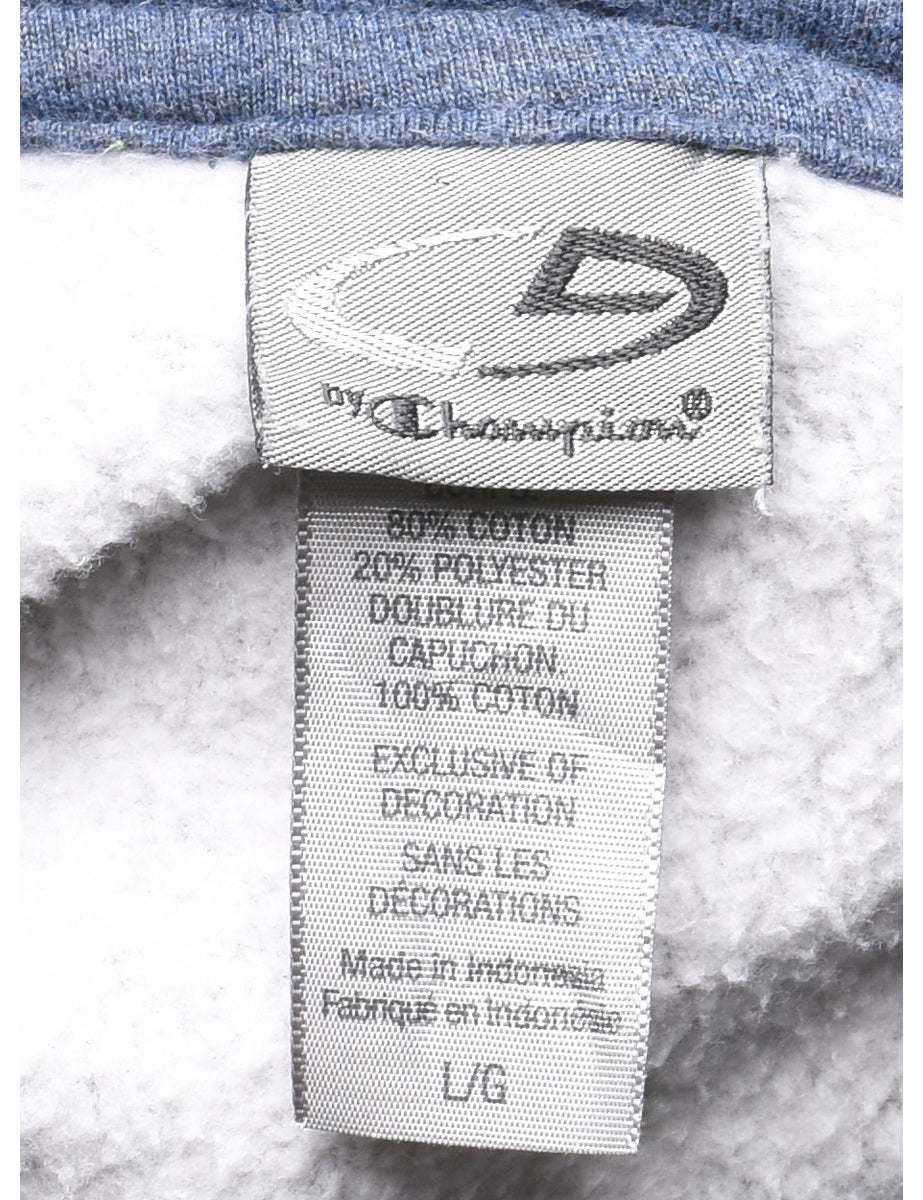 by Champion®
CORPS:
80% COTON
20% POLYESTER
DOUBLURE DU
CAPUCHON.
100% COTON
EXCLUSIVE OF
DECORATION
SANS LES
DÉCORATIONS
Made in Indonesia
Fabriqué en Indonésie
L/G